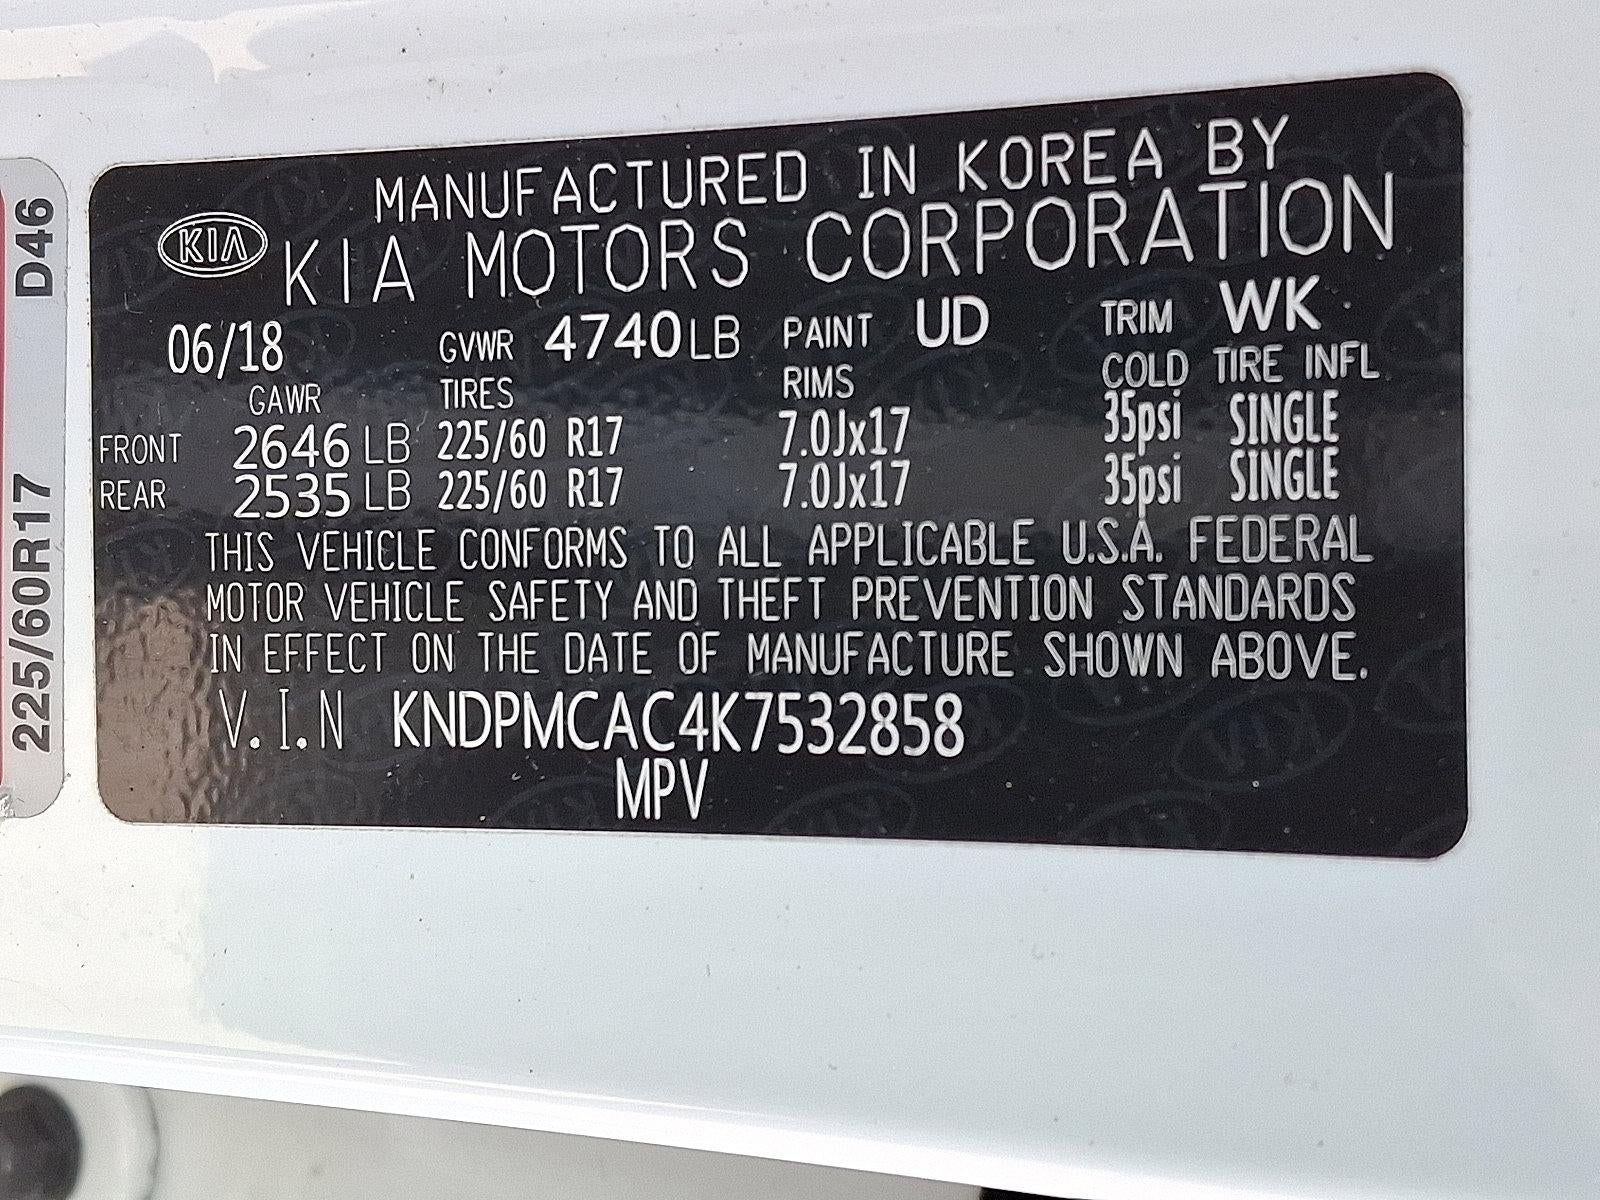 MANUFACTURED IN KOREA BY
KIA KIA MOTORS CORPORATION
06/18 GVWR 4740LB PAINT UD TRIM WK
GAWR TIRES RIMS COLD TIRE INFL
FRONT 2646 LB 225/60 R17 7.0Jx17 35psi SINGLE
REAR 2535 LB 225/60 R17 7.0Jx17 35psi SINGLE
THIS VEHICLE CONFORMS TO ALL APPLICABLE U.S.A. FEDERAL
MOTOR VEHICLE SAFETY AND THEFT PREVENTION STANDARDS
IN EFFECT ON THE DATE OF MANUFACTURE SHOWN ABOVE.
V.I.N KNDPMCAC4K7532858
MPV
225/60R17 D46